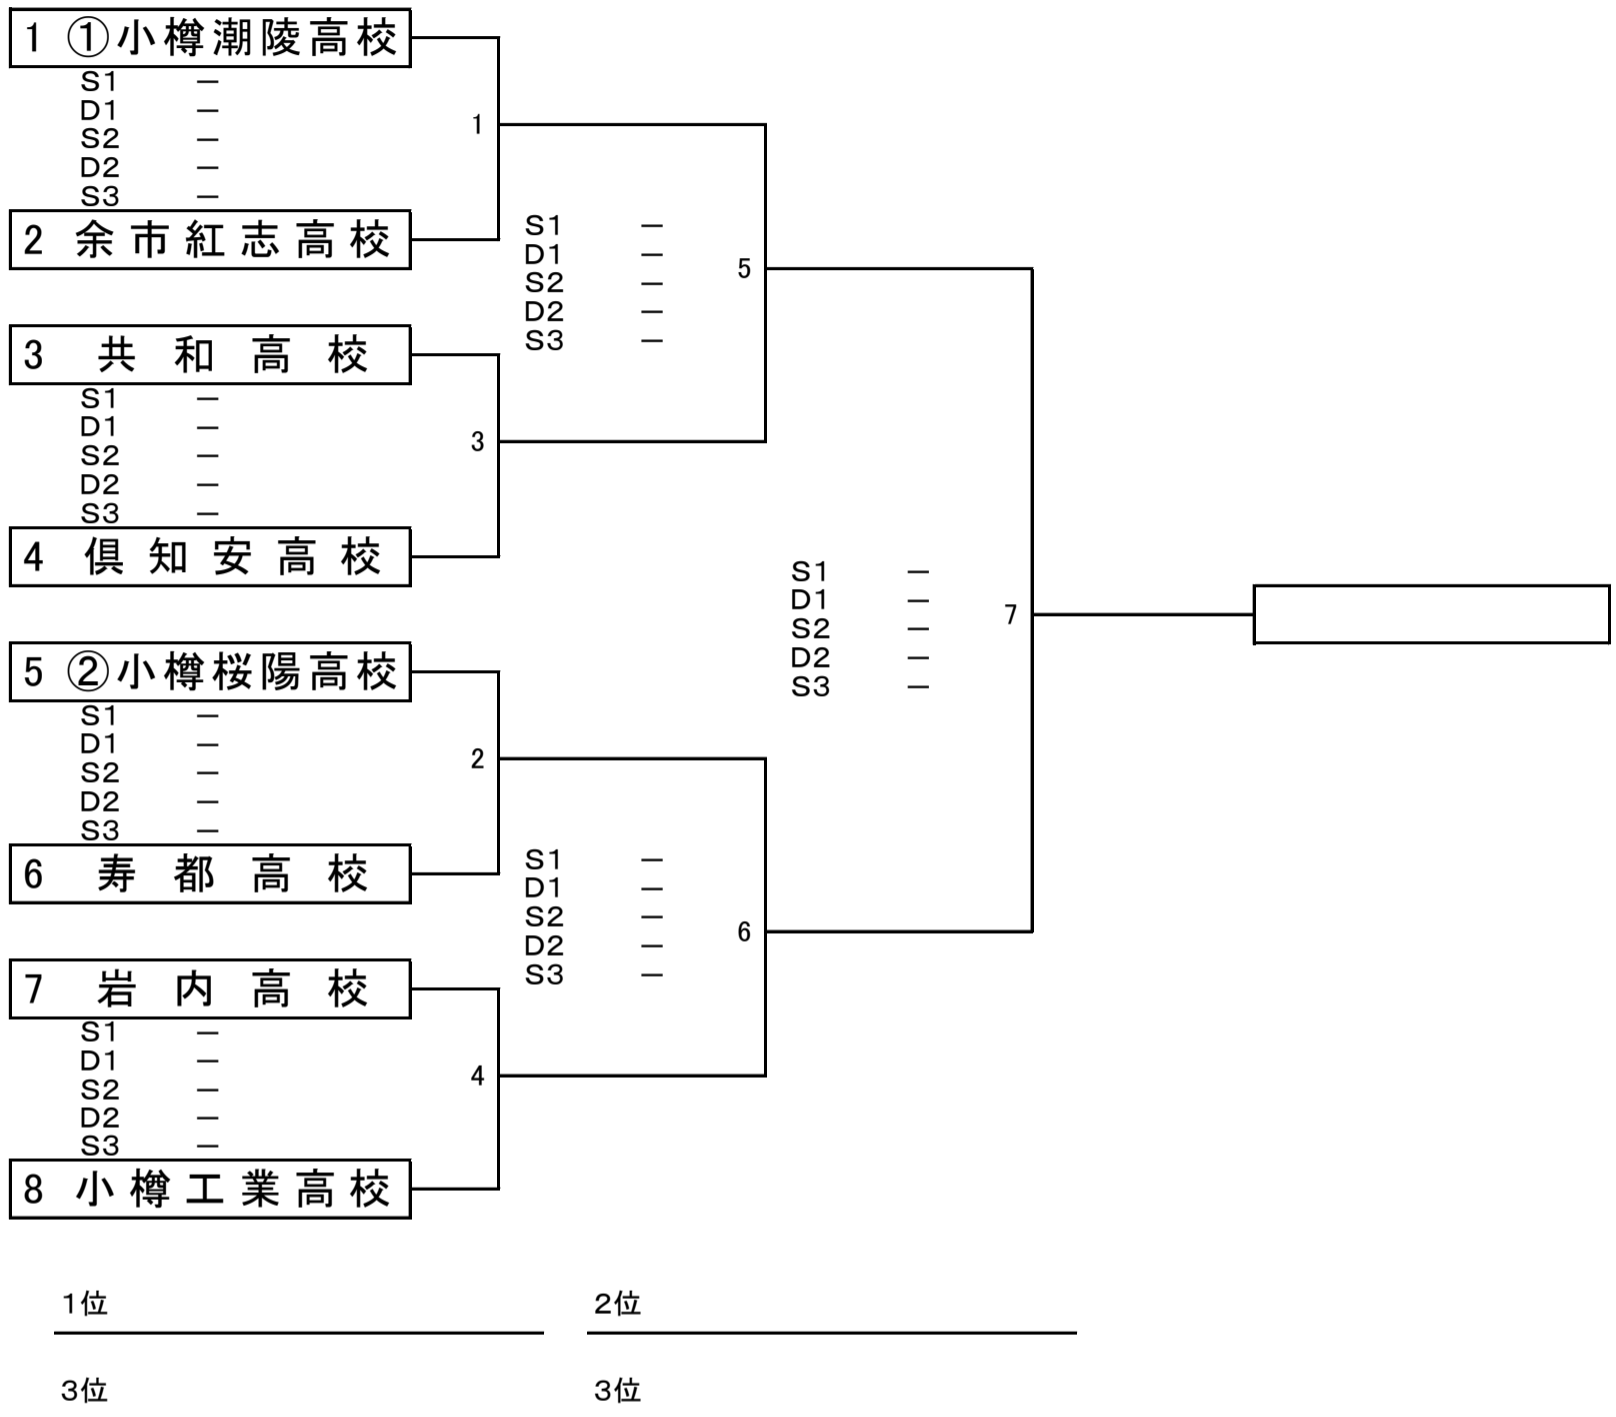 1 ①小樽潮陵高校
S1 －
D1 －
S2 －
D2 －
S3 －
1
2 余市紅志高校
S1 －
D1 －
S2 －
D2 －
S3 －
5
3 共和高校
S1 －
D1 －
S2 －
D2 －
S3 －
3
4 倶知安高校
S1 －
D1 －
S2 －
D2 －
S3 －
7
5 ②小樽桜陽高校
S1 －
D1 －
S2 －
D2 －
S3 －
2
6 寿都高校
S1 －
D1 －
S2 －
D2 －
S3 －
6
7 岩内高校
S1 －
D1 －
S2 －
D2 －
S3 －
4
8 小樽工業高校
1位 2位
3位 3位